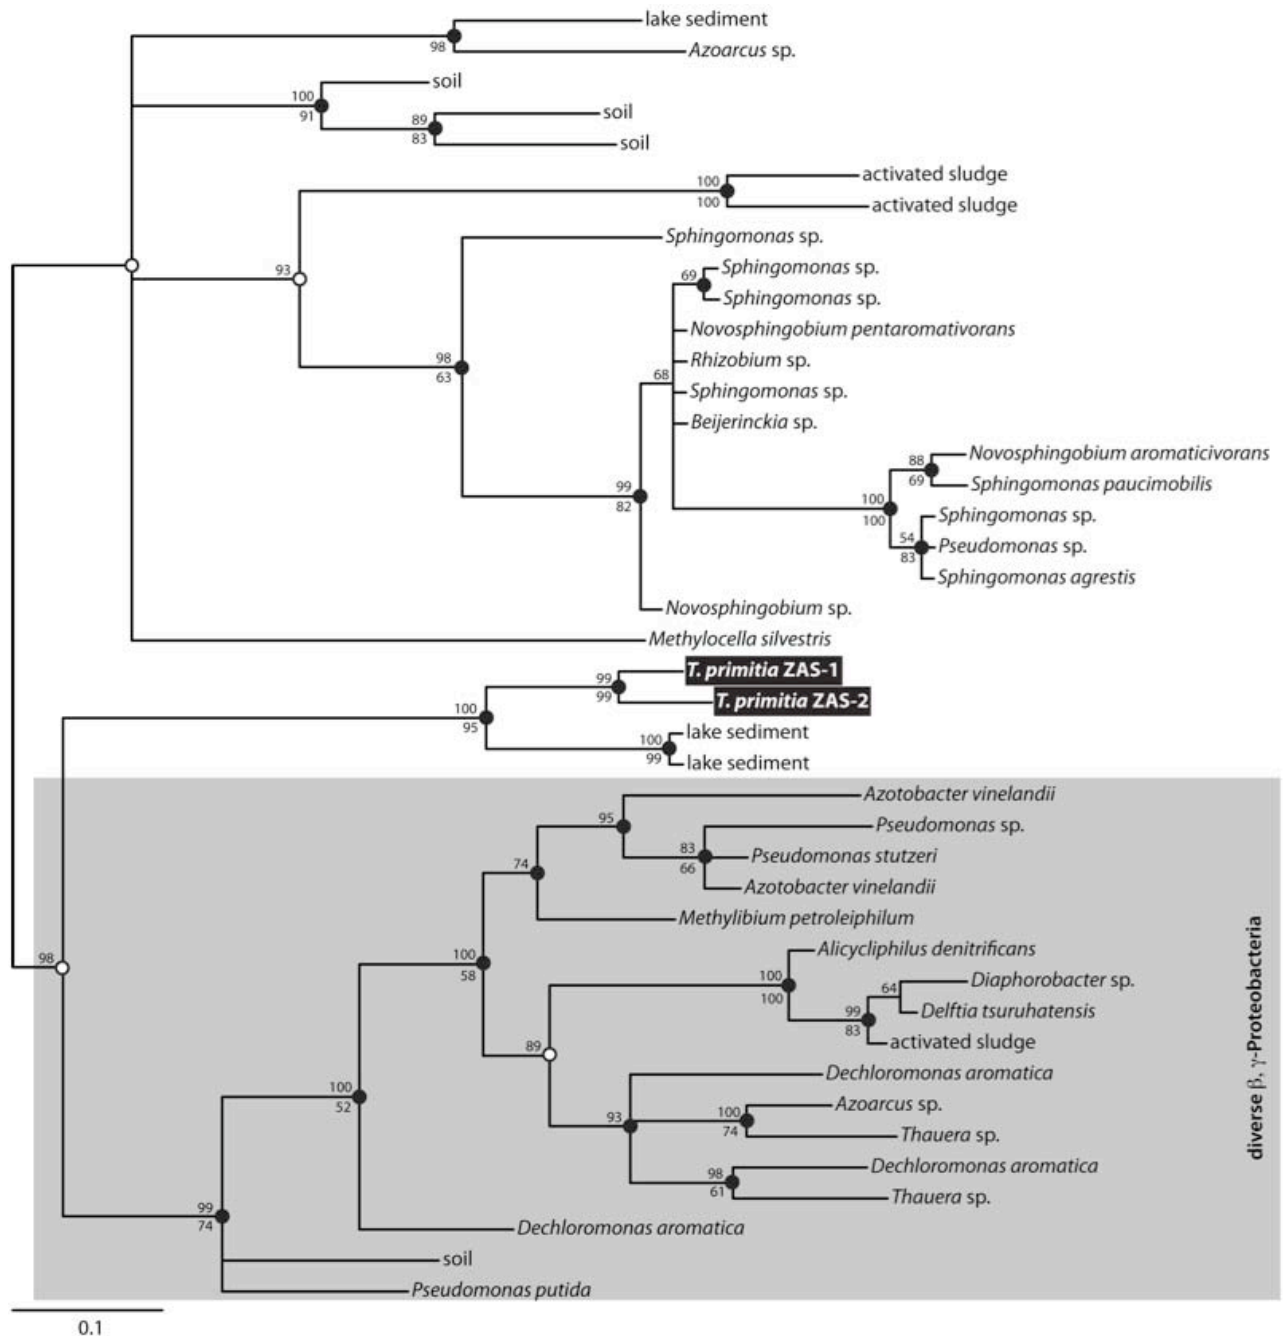 lake sediment
98
Azoarcus sp.
soil
100
91
soil
89
83
soil
activated sludge
100
100
activated sludge
Sphingomonas sp.
93
Sphingomonas sp.
69
Sphingomonas sp.
Novosphingobium pentaromativorans
98
63
Rhizobium sp.
68
Sphingomonas sp.
Beijerinckia sp.
Novosphingobium aromaticivorans
88
69
Sphingomonas paucimobilis
99
82
100
100
Sphingomonas sp.
54
83
Pseudomonas sp.
Sphingomonas agrestis
Novosphingobium sp.
Methylocella silvestris
T. primitia ZAS-1
99
99
T. primitia ZAS-2
100
95
lake sediment
100
99
lake sediment
Azotobacter vinelandii
95
Pseudomonas sp.
83
66
Pseudomonas stutzeri
74
Azotobacter vinelandii
Methylibium petroleiphilum
98
100
58
Alicycliphilus denitrificans
100
100
Diaphorobacter sp.
64
Delftia tsuruhatensis
99
83
activated sludge
89
Dechloromonas aromatica
100
52
Azoarcus sp.
93
100
74
Thauera sp.
Dechloromonas aromatica
98
61
Thauera sp.
99
74
Dechloromonas aromatica
soil
Pseudomonas putida
diverse β, γ-Proteobacteria
0.1